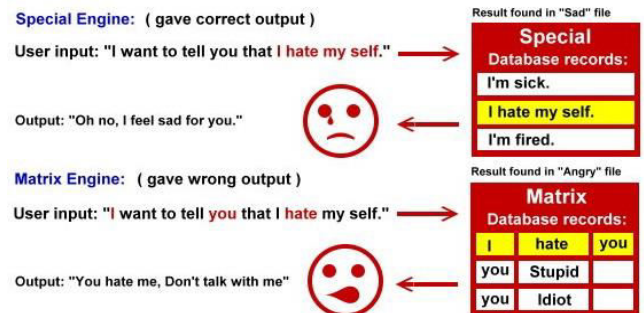 Special Engine: ( gave correct output )
Result found in "Sad" file
User input: "I want to tell you that I hate my self."
Special
Database records:
I'm sick.
I hate my self.
I'm fired.
Output: "Oh no, I feel sad for you."
Matrix Engine: ( gave wrong output )
Result found in "Angry" file
User input: "I want to tell you that I hate my self."
Matrix
Database records:
I hate you
you Stupid
you Idiot
Output: "You hate me, Don't talk with me"